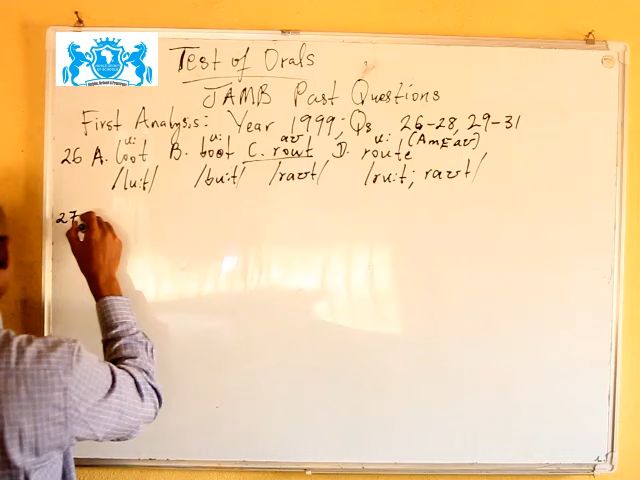 Test of Orals
JAMB Past Questions
First Analysis: Year 1999; Qs 26-28, 29-31
u: u: aʊ u: (AmE aʊ)
26 A. loot B. boot C. rout D. route
/lu:t/ /bu:t/ /raʊt/ /ru:t; raʊt/
27